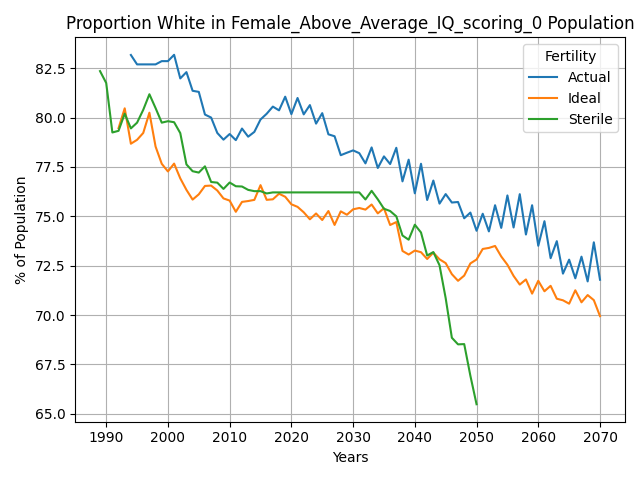 Proportion White in Female_Above_Average_IQ_scoring_0 Population
Fertility
Actual
Ideal
Sterile
% of Population
82.5
80.0
77.5
75.0
72.5
70.0
67.5
65.0
1990 2000 2010 2020 2030 2040 2050 2060 2070
Years